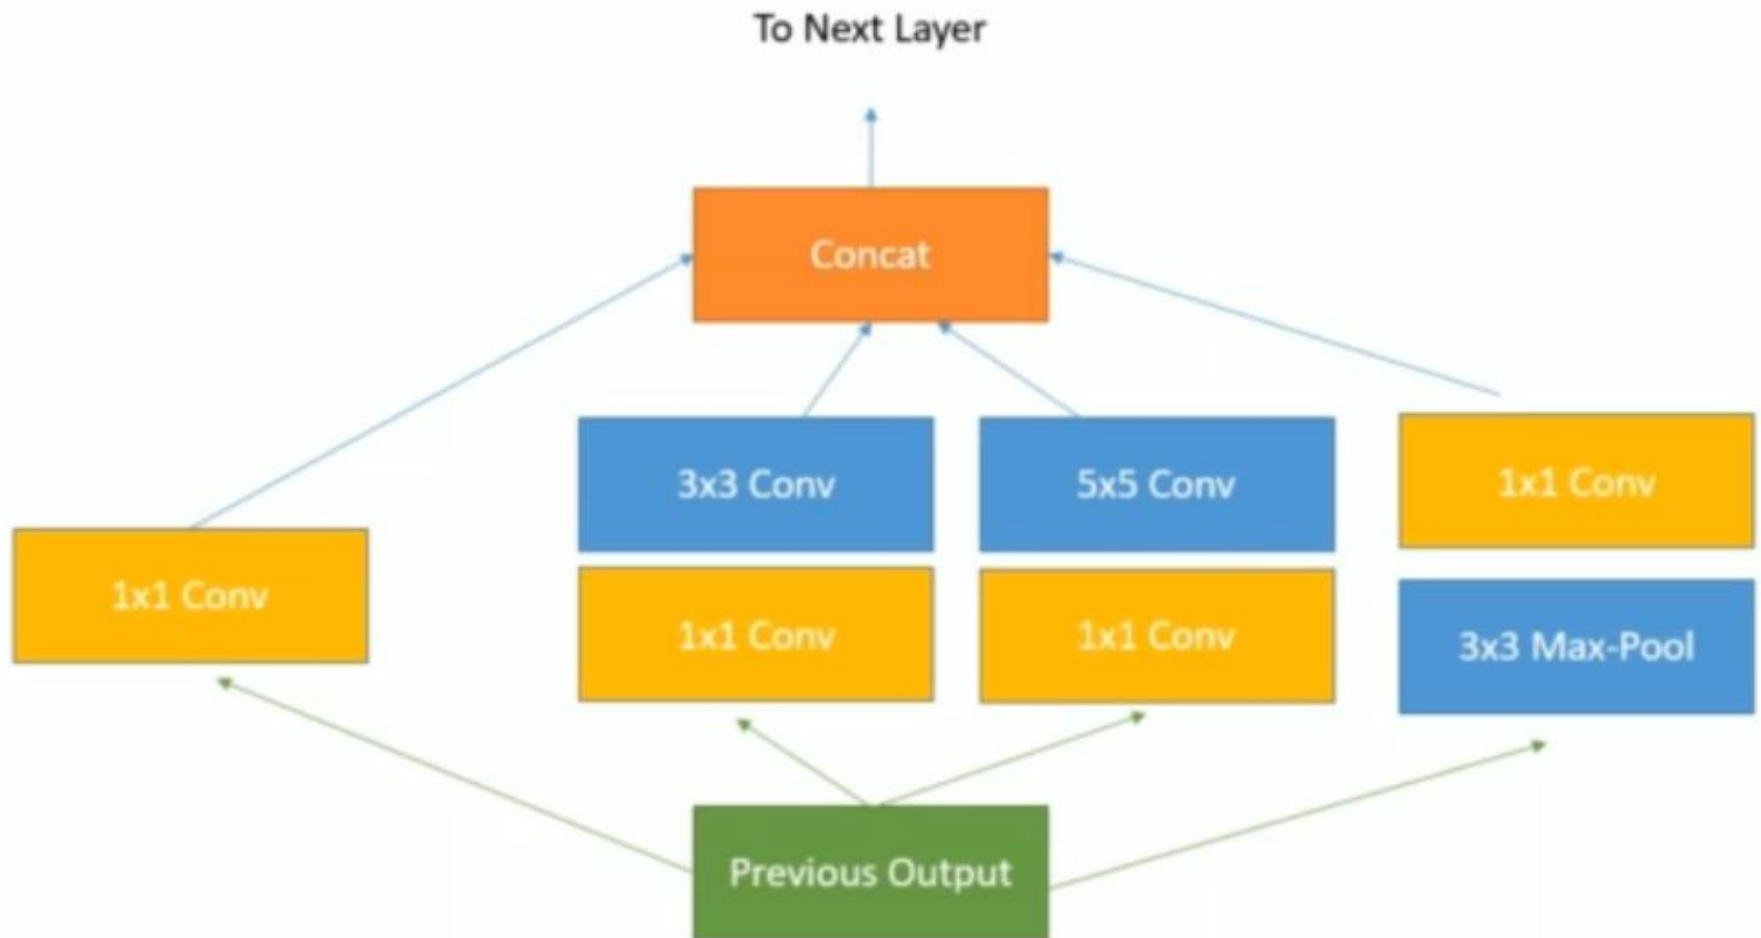 To Next Layer
Concat
3x3 Conv
5x5 Conv
1x1 Conv
1x1 Conv
1x1 Conv
1x1 Conv
3x3 Max-Pool
Previous Output